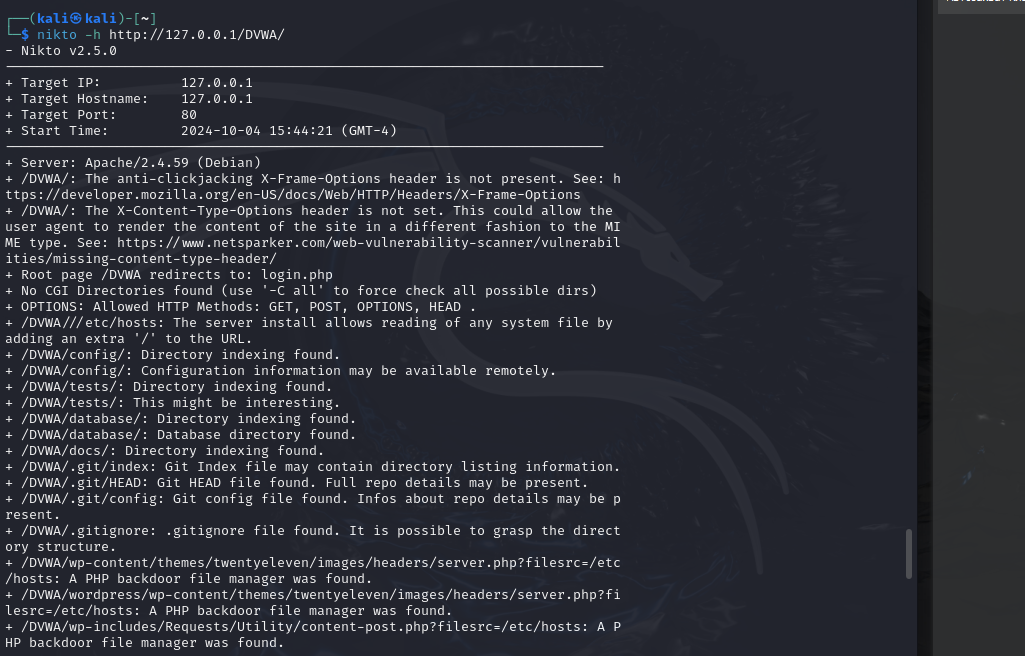 ┌──(kali㉿kali)-[~]
└─$ nikto -h http://127.0.0.1/DVWA/
- Nikto v2.5.0
---------------------------------------------------------------------------
+ Target IP:          127.0.0.1
+ Target Hostname:    127.0.0.1
+ Target Port:        80
+ Start Time:         2024-10-04 15:44:21 (GMT-4)
---------------------------------------------------------------------------
+ Server: Apache/2.4.59 (Debian)
+ /DVWA/: The anti-clickjacking X-Frame-Options header is not present. See: h
ttps://developer.mozilla.org/en-US/docs/Web/HTTP/Headers/X-Frame-Options
+ /DVWA/: The X-Content-Type-Options header is not set. This could allow the
user agent to render the content of the site in a different fashion to the MI
ME type. See: https://www.netsparker.com/web-vulnerability-scanner/vulnerabil
ities/missing-content-type-header/
+ Root page /DVWA redirects to: login.php
+ No CGI Directories found (use '-C all' to force check all possible dirs)
+ OPTIONS: Allowed HTTP Methods: GET, POST, OPTIONS, HEAD .
+ /DVWA///etc/hosts: The server install allows reading of any system file by
adding an extra '/' to the URL.
+ /DVWA/config/: Directory indexing found.
+ /DVWA/config/: Configuration information may be available remotely.
+ /DVWA/tests/: Directory indexing found.
+ /DVWA/tests/: This might be interesting.
+ /DVWA/database/: Directory indexing found.
+ /DVWA/database/: Database directory found.
+ /DVWA/docs/: Directory indexing found.
+ /DVWA/.git/index: Git Index file may contain directory listing information.
+ /DVWA/.git/HEAD: Git HEAD file found. Full repo details may be present.
+ /DVWA/.git/config: Git config file found. Infos about repo details may be p
resent.
+ /DVWA/.gitignore: .gitignore file found. It is possible to grasp the direct
ory structure.
+ /DVWA/wp-content/themes/twentyeleven/images/headers/server.php?filesrc=/etc
/hosts: A PHP backdoor file manager was found.
+ /DVWA/wordpress/wp-content/themes/twentyeleven/images/headers/server.php?fi
lesrc=/etc/hosts: A PHP backdoor file manager was found.
+ /DVWA/wp-includes/Requests/Utility/content-post.php?filesrc=/etc/hosts: A P
HP backdoor file manager was found.